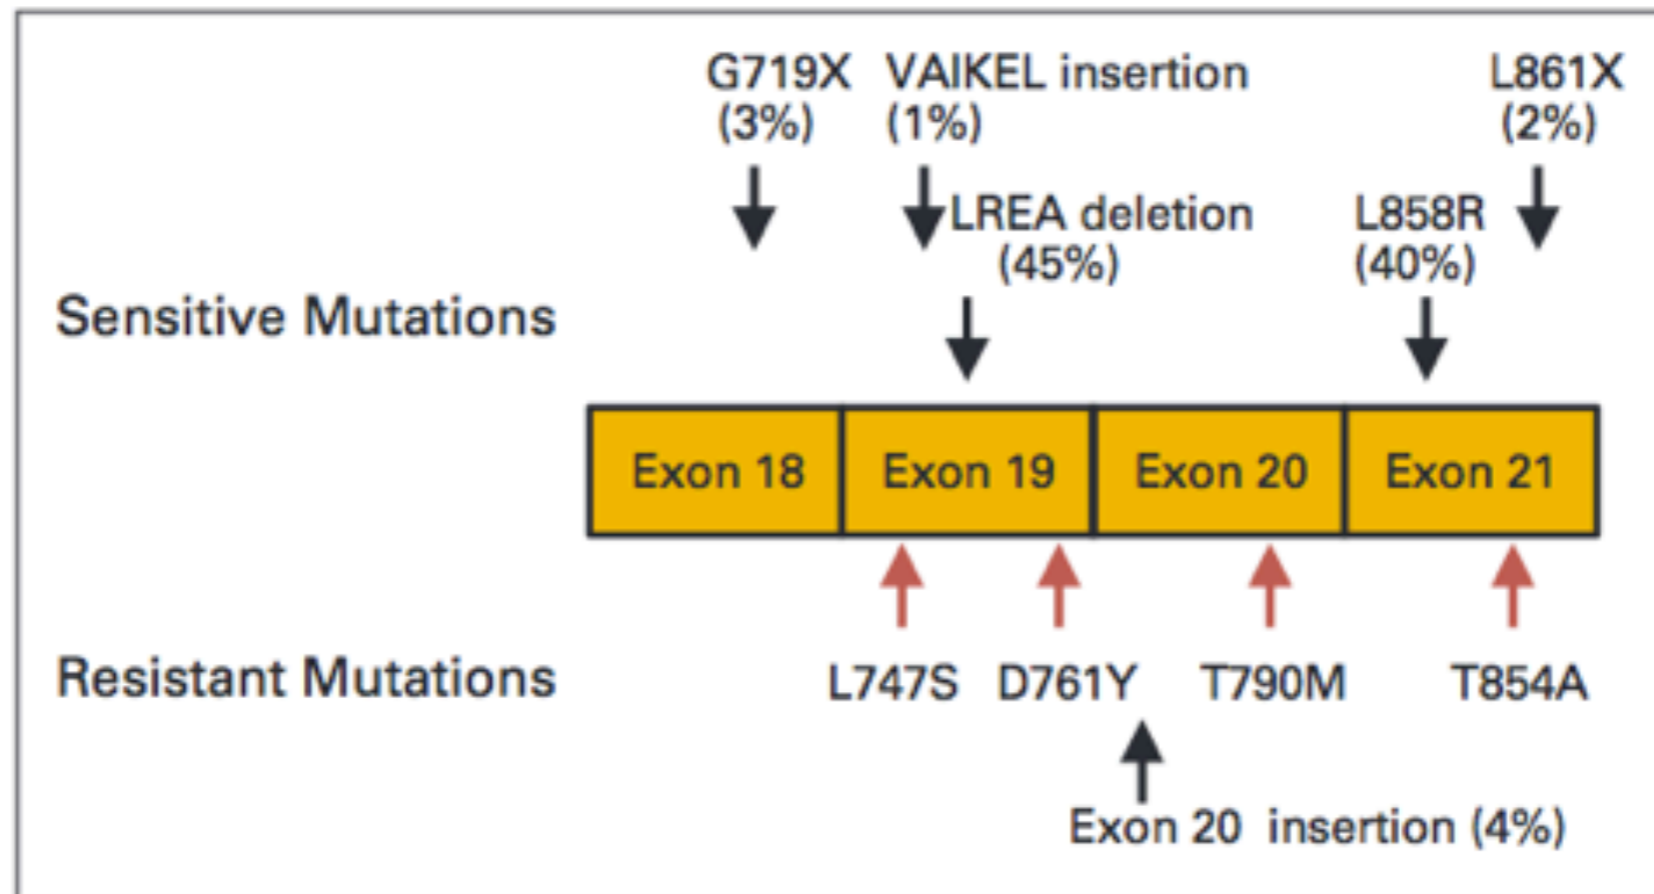 G719X VAIKEL insertion L861X
(3%) (1%) (2%)
LREA deletion L858R
(45%) (40%)
Sensitive Mutations
Exon 18 Exon 19 Exon 20 Exon 21
Resistant Mutations L747S D761Y T790M T854A
Exon 20 insertion (4%)